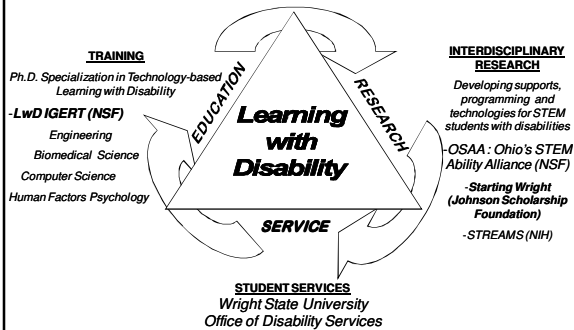 TRAINING
Ph.D. Specialization in Technology-based
Learning with Disability
-LwD IGERT (NSF)
Engineering
Biomedical Science
Computer Science
Human Factors Psychology
EDUCATION
RESEARCH
Learning
with
Disability
SERVICE
INTERDISCIPLINARY
RESEARCH
Developing supports,
programming and
technologies for STEM
students with disabilities
-OSAA : Ohio's STEM
Ability Alliance (NSF)
-Starting Wright
(Johnson Scholarship
Foundation)
-STREAMS (NIH)
STUDENT SERVICES
Wright State University
Office of Disability Services